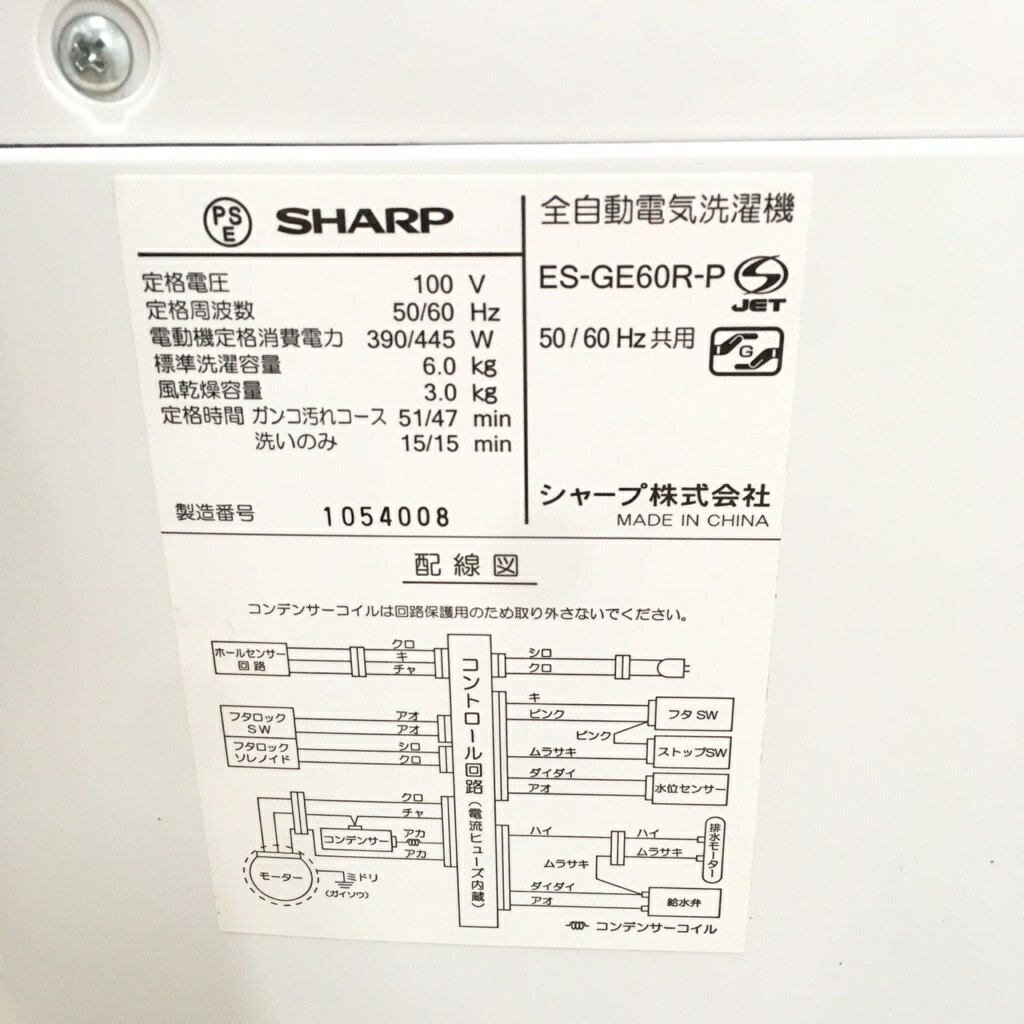 PSE SHARP
定格電圧 100 V
定格周波数 50/60 Hz
電動機定格消費電力 390/445 W
標準洗濯容量 6.0 kg
風乾燥容量 3.0 kg
定格時間 ガンコ汚れコース 51/47 min
洗いのみ 15/15 min
製造番号 1054008
全自動電気洗濯機
ES-GE60R-P
JET
50/60 Hz 共用
G
シャープ株式会社
MADE IN CHINA
配線図
コンデンサーコイルは回路保護用のため取り外さないでください。
ホールセンサー
回路
クロ
キ
チャ
フタロック
SW
アオ
アオ
フタロック
ソレノイド
シロ
クロ
クロ
チャ
コンデンサー
アカ
アカ
モーター
ミドリ
(ガイソウ)
コントロール回路(電流ヒューズ内蔵)
シロ
クロ
キ
ピンク
フタ SW
ピンク
ムラサキ
ストップSW
ダイダイ
アオ
水位センサー
ハイ
ハイ
ムラサキ
ムラサキ
排水モーター
ダイダイ
アオ
給水弁
コンデンサーコイル